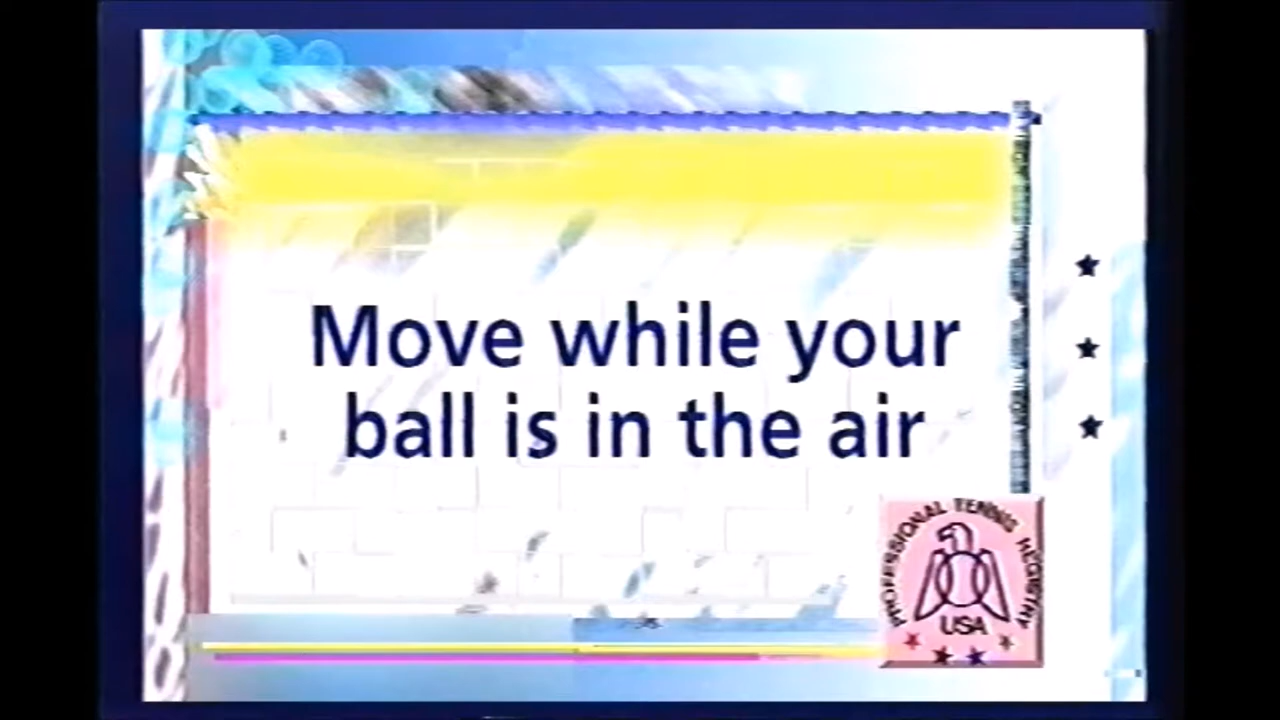 Move while your
ball is in the air
PROFESSIONAL TENNIS REGISTRY
USA